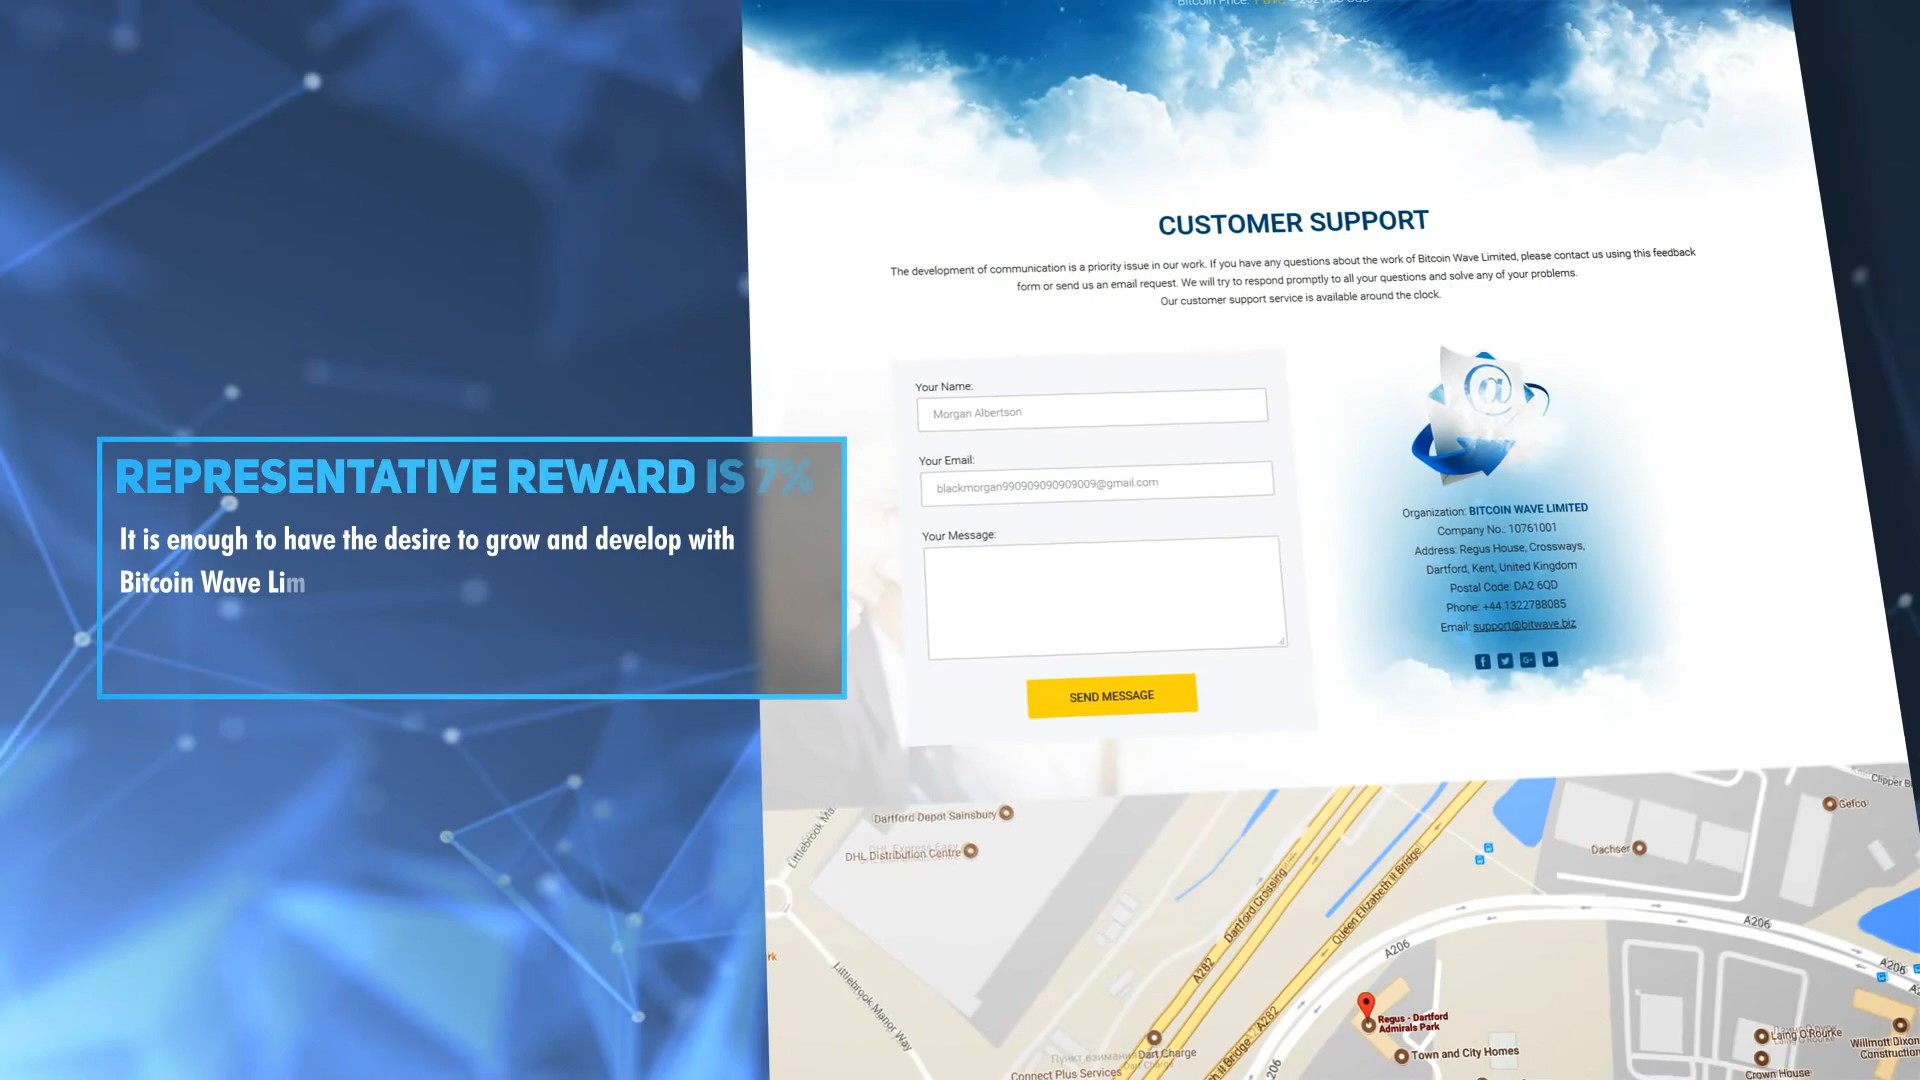 REPRESENTATIVE REWARD IS 7%
It is enough to have the desire to grow and develop with
Bitcoin Wave Lim
CUSTOMER SUPPORT
The development of communication is a priority issue in our work. If you have any questions about the work of Bitcoin Wave Limited, please contact us using this feedback
form or send us an email request. We will try to respond promptly to all your questions and solve any of your problems.
Our customer support service is available around the clock.
Your Name:
Morgan Albertson
Your Email:
blackmorgan990909090909009@gmail.com
Your Message:
SEND MESSAGE
Organization: BITCOIN WAVE LIMITED
Company No.: 10761001
Address: Regus House, Crossways,
Dartford, Kent, United Kingdom
Postal Code: DA2 6QD
Phone: +44.1322788085
Email: support@bitwave.biz
Clipper B
Gefco
Dartford Depot Sainsbury
Littlebrook Ma
DHL Distribution Centre
Dachser
Dartford Crossing
Queen Elizabeth II Bridge
A206
A206
A206
A282
A282
Littlebrook Manor Way
rk
Regus - Dartford
Admirals Park
Пункт взимани
Dart Charge
Connect Plus Services
Town and City Homes
Laing O'Rourke
Willmott Dixon
Construction
Crown House
206